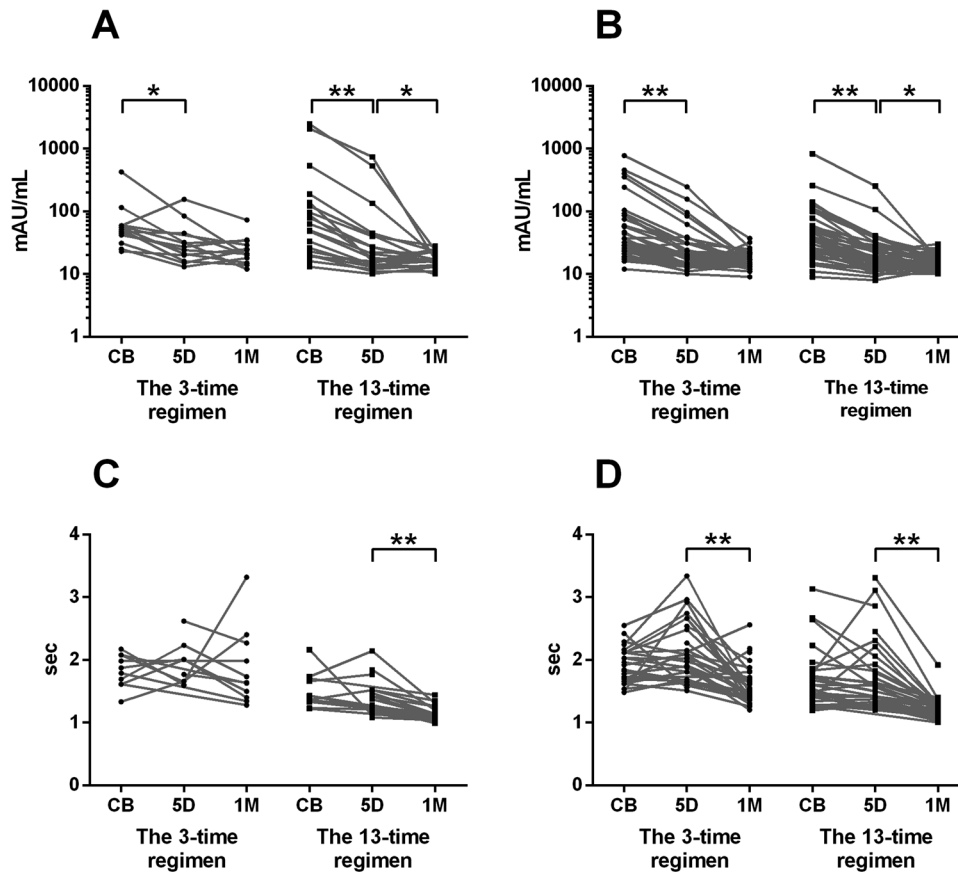 A
B
10000
1000
100
10
1
mAU/mL
*
**
*
CB 5D 1M CB 5D 1M
The 3-time
regimen
The 13-time
regimen
10000
1000
100
10
1
mAU/mL
**
**
*
CB 5D 1M CB 5D 1M
The 3-time
regimen
The 13-time
regimen
C
D
4
3
2
1
0
sec
**
CB 5D 1M CB 5D 1M
The 3-time
regimen
The 13-time
regimen
4
3
2
1
0
sec
**
**
CB 5D 1M CB 5D 1M
The 3-time
regimen
The 13-time
regimen